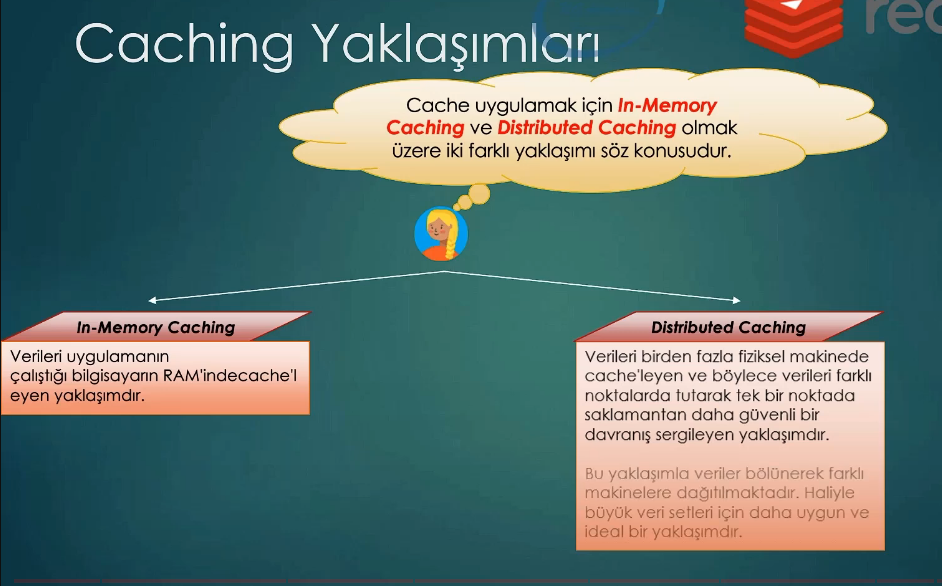 Caching Yaklaşımları
Cache uygulamak için In-Memory
Caching ve Distributed Caching olmak
üzere iki farklı yaklaşımı söz konusudur.
In-Memory Caching
Verileri uygulamanın
çalıştığı bilgisayarın RAM'indecache'l
eyen yaklaşımdır.
Distributed Caching
Verileri birden fazla fiziksel makinede
cache'leyen ve böylece verileri farklı
noktalarda tutarak tek bir noktada
saklamantan daha güvenli bir
davranış sergileyen yaklaşımdır.
Bu yaklaşımla veriler bölünerek farklı
makinelere dağıtılmaktadır. Haliyle
büyük veri setleri için daha uygun ve
ideal bir yaklaşımdır.